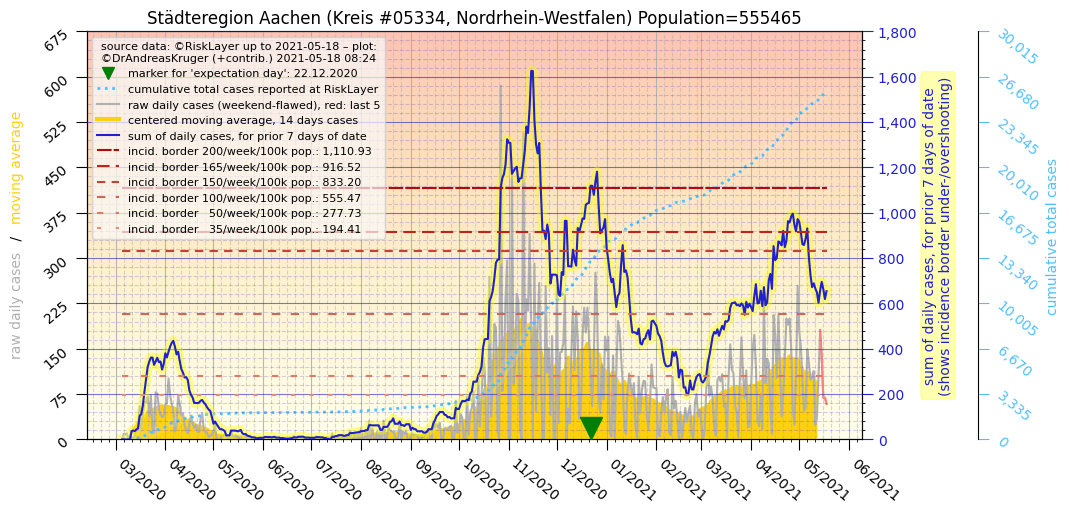 Städteregion Aachen (Kreis #05334, Nordrhein-Westfalen) Population=555465
source data: ©RiskLayer up to 2021-05-18 – plot:
©DrAndreasKruger (+contrib.) 2021-05-18 08:24
marker for 'expectation day': 22.12.2020
cumulative total cases reported at RiskLayer
raw daily cases (weekend-flawed), red: last 5
centered moving average, 14 days cases
sum of daily cases, for prior 7 days of date
incid. border 200/week/100k pop.: 1,110.93
incid. border 165/week/100k pop.: 916.52
incid. border 150/week/100k pop.: 833.20
incid. border 100/week/100k pop.: 555.47
incid. border   50/week/100k pop.: 277.73
incid. border   35/week/100k pop.: 194.41
raw daily cases / moving average
675
600
525
450
375
300
225
150
75
0
03/2020
04/2020
05/2020
06/2020
07/2020
08/2020
09/2020
10/2020
11/2020
12/2020
01/2021
02/2021
03/2021
04/2021
05/2021
06/2021
1,800
1,600
1,400
1,200
1,000
800
600
400
200
0
sum of daily cases, for prior 7 days of date
(shows incidence border under-/overshooting)
30,015
26,680
23,345
20,010
16,675
13,340
10,005
6,670
3,335
0
cumulative total cases